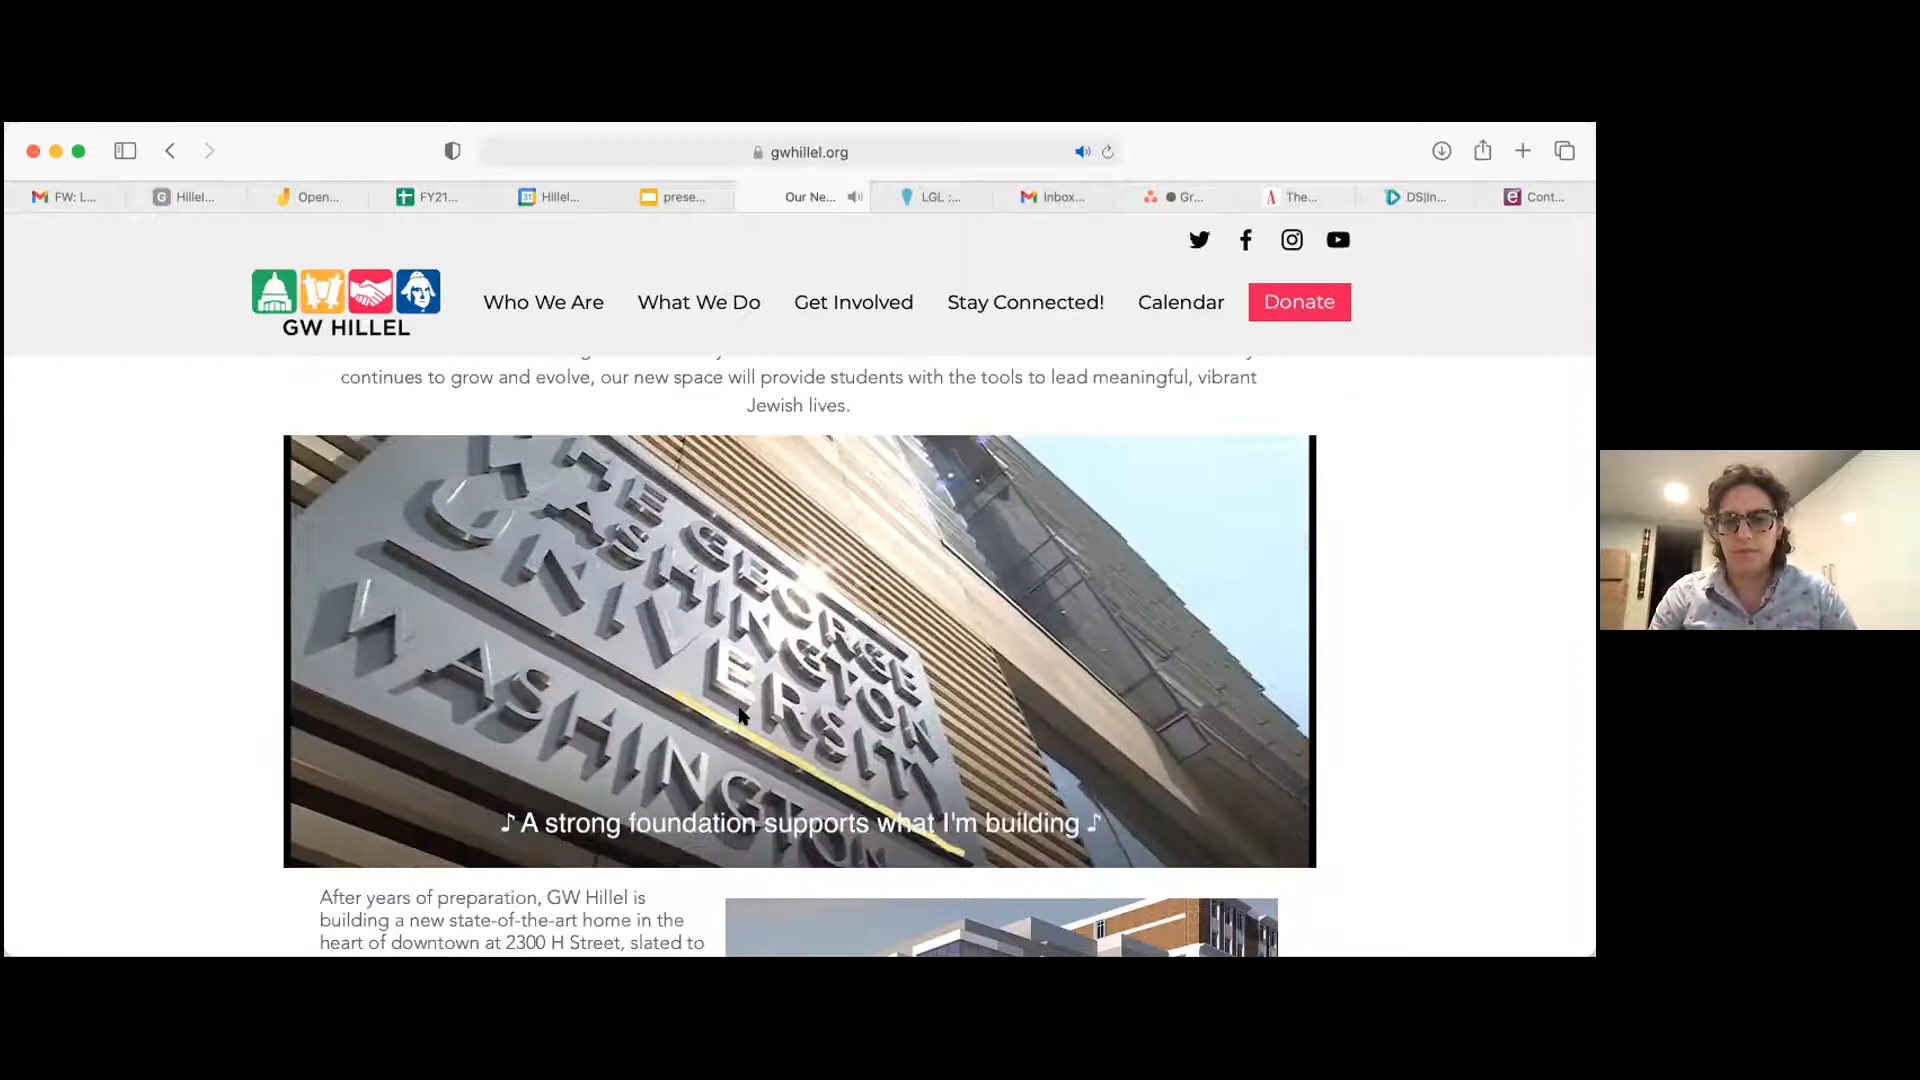 gwhillel.org
FW: L...
G Hillel...
Open...
FY21...
31 Hillel...
prese...
Our Ne...
LGL :...
Inbox...
Gr...
A The...
DS|In...
e Cont...
GW HILLEL
Who We Are
What We Do
Get Involved
Stay Connected!
Calendar
Donate
continues to grow and evolve, our new space will provide students with the tools to lead meaningful, vibrant
Jewish lives.
THE GEORGE
WASHINGTON
UNIVERSITY
WASHINGTON
♪ A strong foundation supports what I'm building ♪
After years of preparation, GW Hillel is
building a new state-of-the-art home in the
heart of downtown at 2300 H Street, slated to